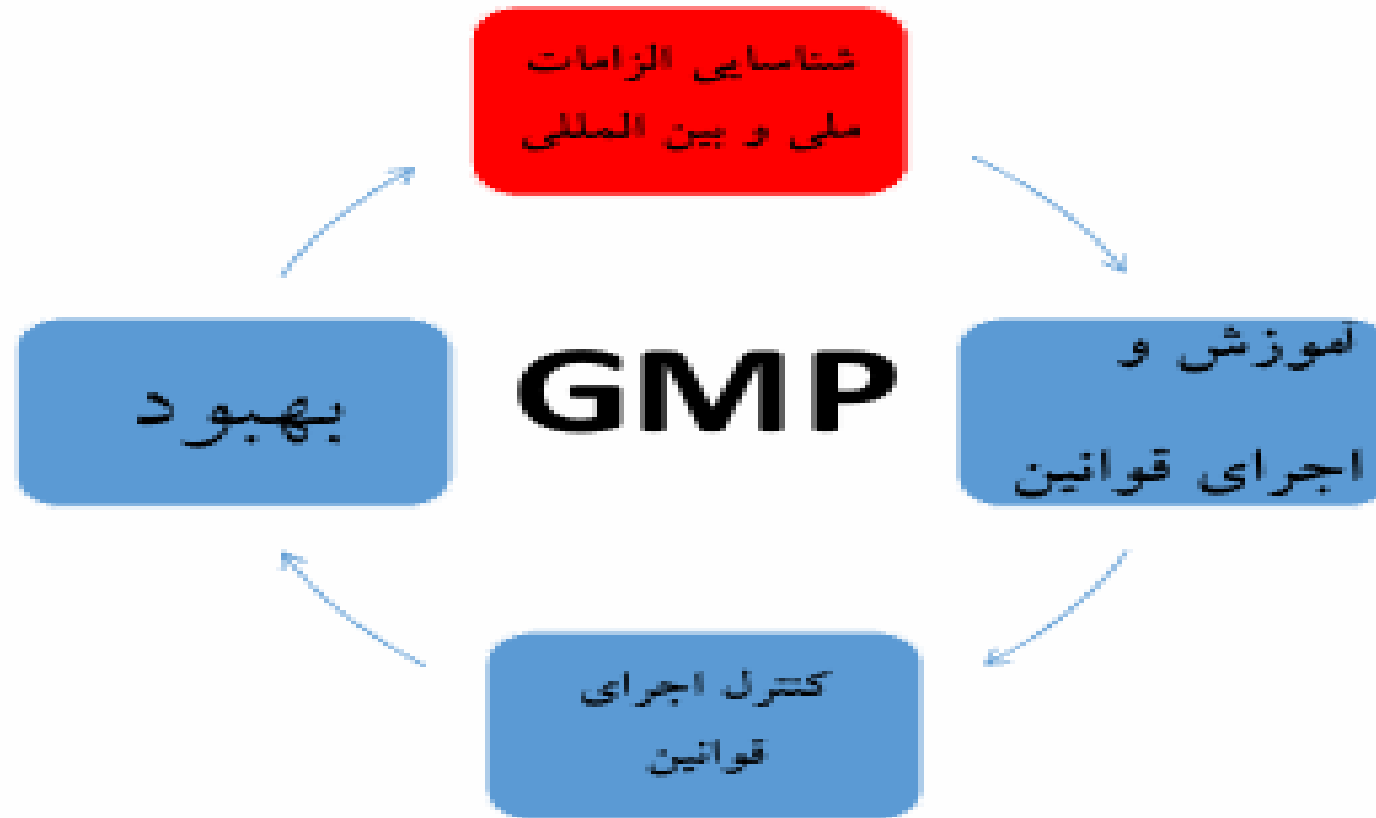 شناسایی الزامات
ملی و بین المللی
آموزش و
اجرای قوانین
GMP
بهبود
کنترل اجرای
قوانین